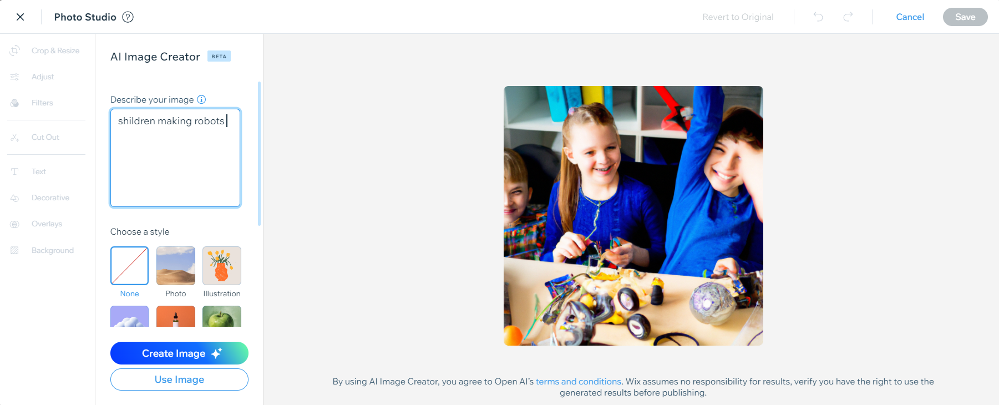 Photo Studio
Revert to Original
Cancel
Save
Crop & Resize
Adjust
Filters
Cut Out
Text
Decorative
Overlays
Background
AI Image Creator BETA
Describe your image
shildren making robots
Choose a style
None Photo Illustration
Create Image
Use Image
By using AI Image Creator, you agree to Open AI’s terms and conditions. Wix assumes no responsibility for results, verify you have the right to use the
generated results before publishing.